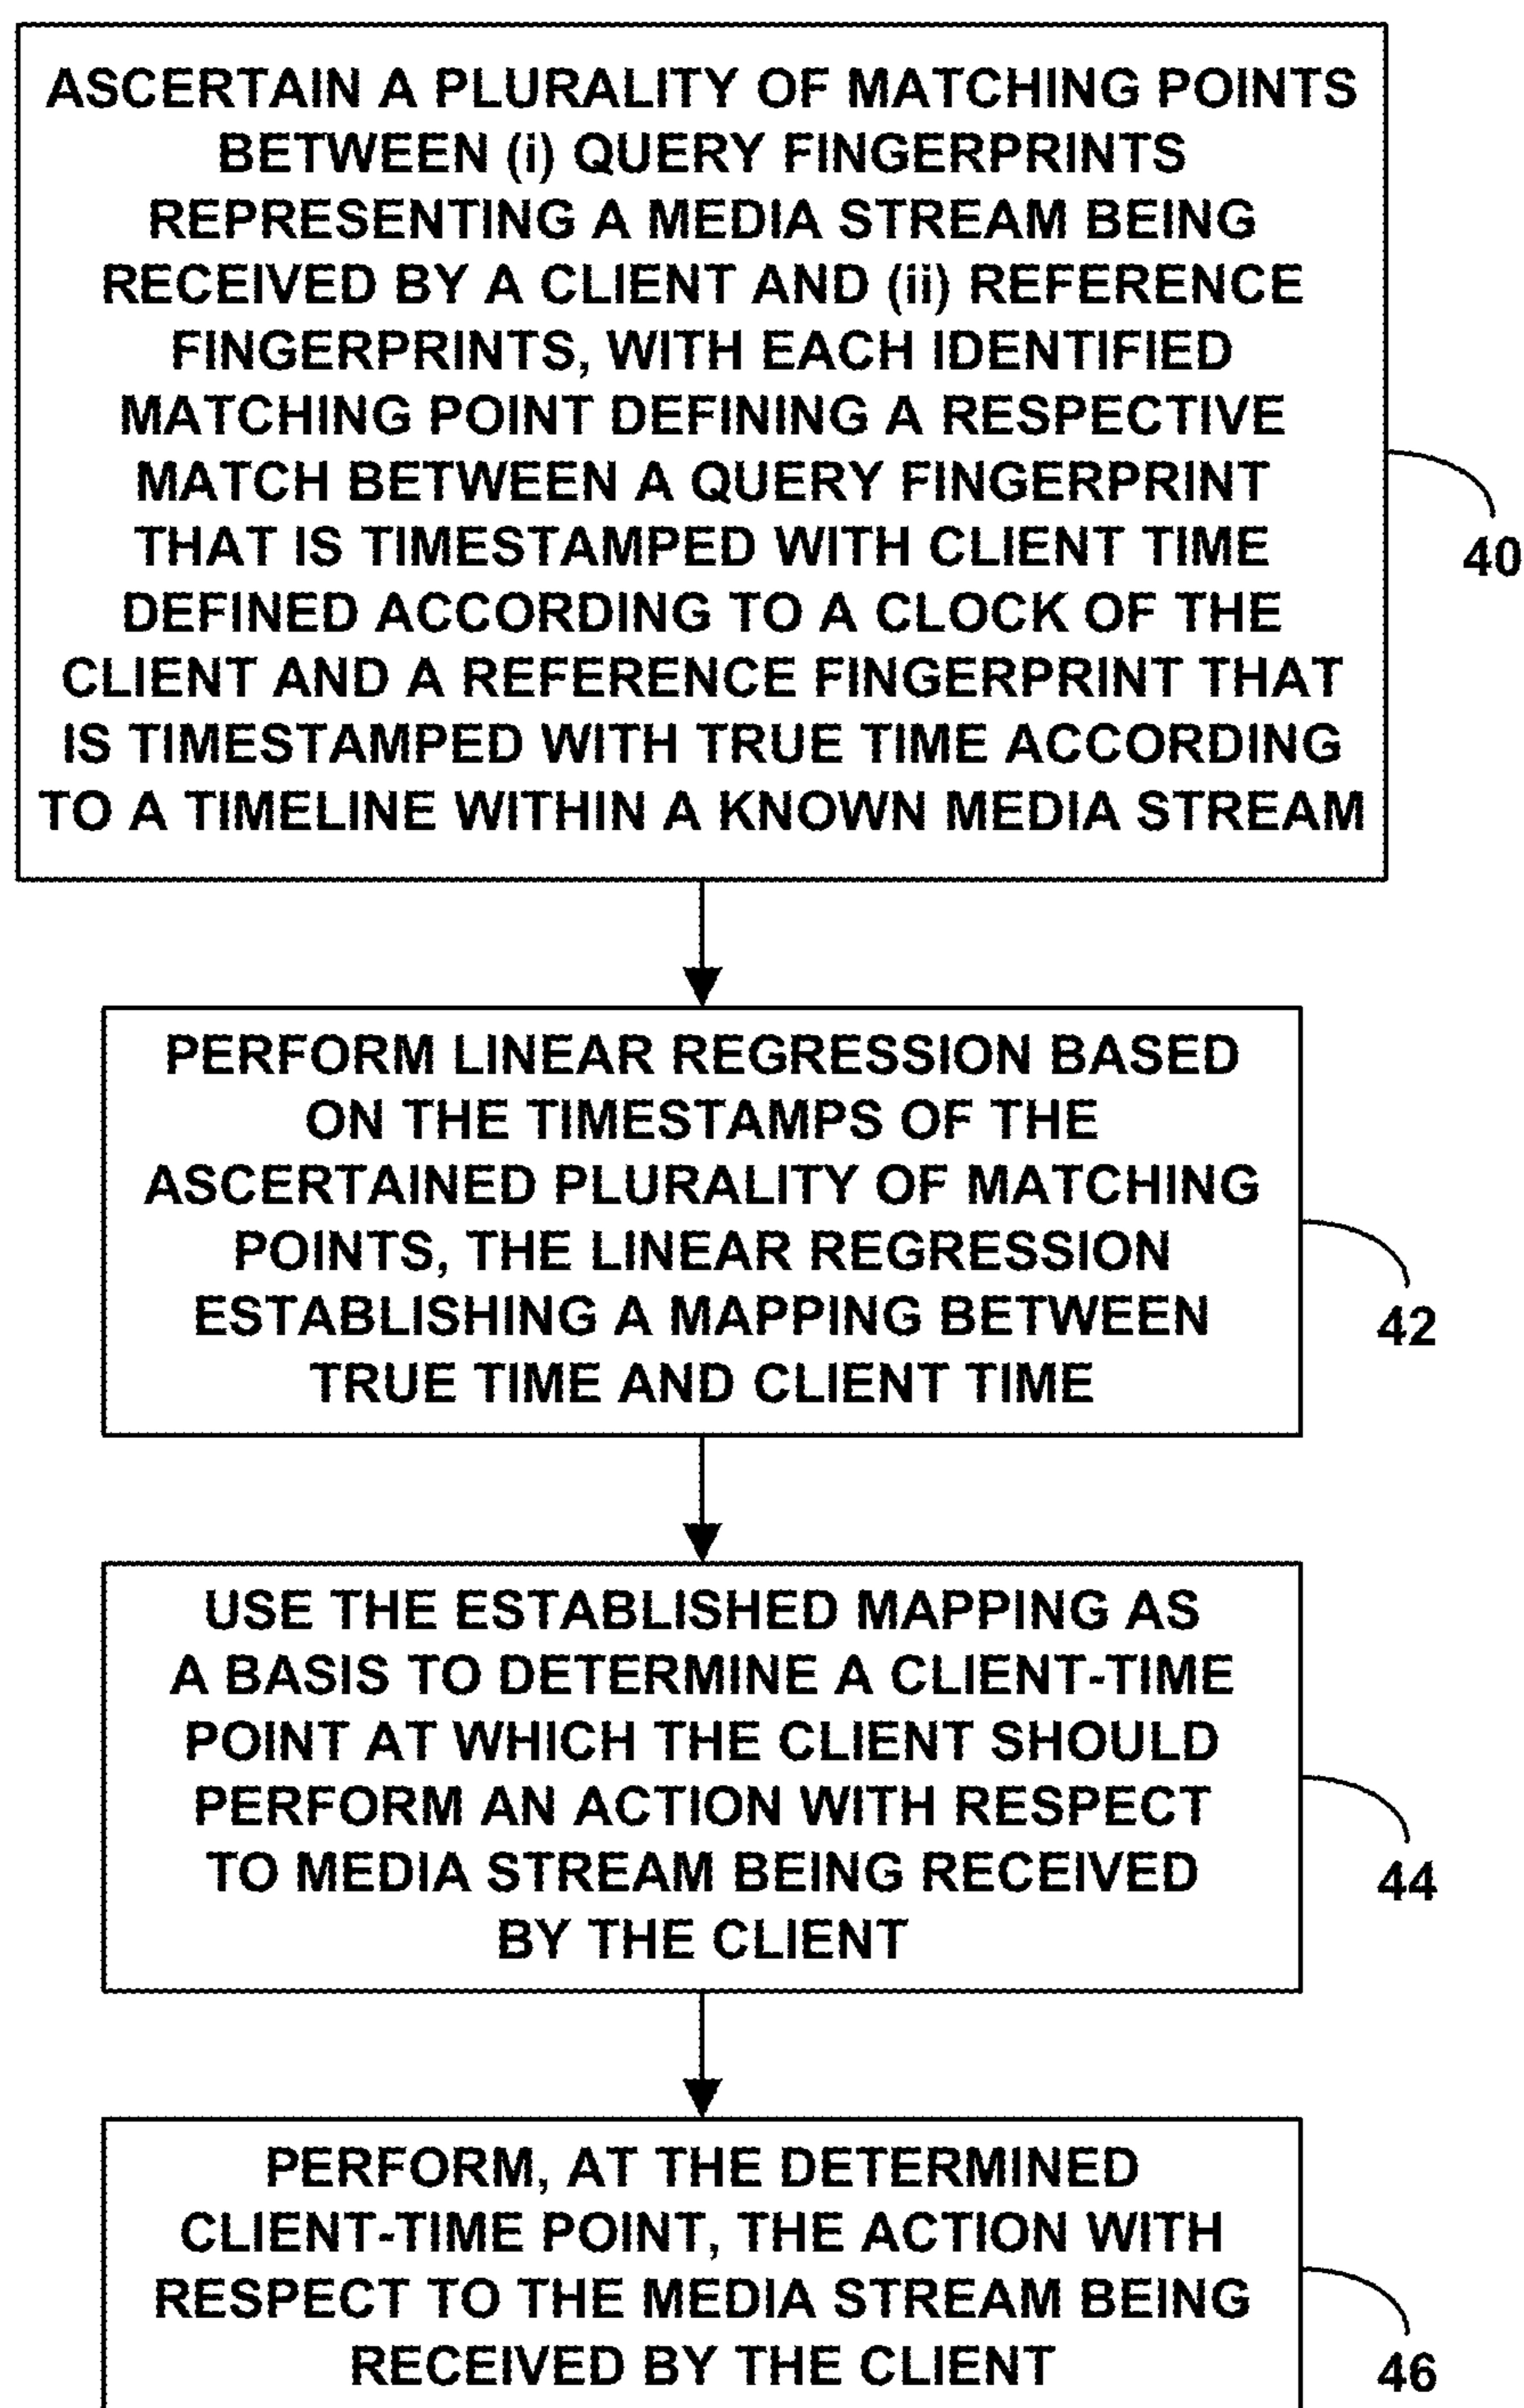 ASCERTAIN A PLURALITY OF MATCHING POINTS
BETWEEN (i) QUERY FINGERPRINTS
REPRESENTING A MEDIA STREAM BEING
RECEIVED BY A CLIENT AND (ii) REFERENCE
FINGERPRINTS, WITH EACH IDENTIFIED
MATCHING POINT DEFINING A RESPECTIVE
MATCH BETWEEN A QUERY FINGERPRINT
THAT IS TIMESTAMPED WITH CLIENT TIME
DEFINED ACCORDING TO A CLOCK OF THE
CLIENT AND A REFERENCE FINGERPRINT THAT
IS TIMESTAMPED WITH TRUE TIME ACCORDING
TO A TIMELINE WITHIN A KNOWN MEDIA STREAM
40
PERFORM LINEAR REGRESSION BASED
ON THE TIMESTAMPS OF THE
ASCERTAINED PLURALITY OF MATCHING
POINTS, THE LINEAR REGRESSION
ESTABLISHING A MAPPING BETWEEN
TRUE TIME AND CLIENT TIME
42
USE THE ESTABLISHED MAPPING AS
A BASIS TO DETERMINE A CLIENT-TIME
POINT AT WHICH THE CLIENT SHOULD
PERFORM AN ACTION WITH RESPECT
TO MEDIA STREAM BEING RECEIVED
BY THE CLIENT
44
PERFORM, AT THE DETERMINED
CLIENT-TIME POINT, THE ACTION WITH
RESPECT TO THE MEDIA STREAM BEING
RECEIVED BY THE CLIENT
46